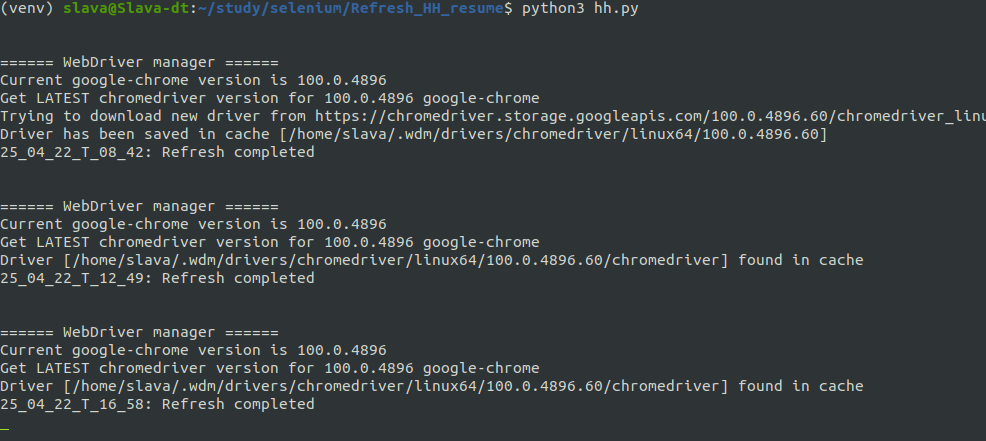 (venv) slava@Slava-dt:~/study/selenium/Refresh_HH_resume$ python3 hh.py
====== WebDriver manager ======
Current google-chrome version is 100.0.4896
Get LATEST chromedriver version for 100.0.4896 google-chrome
Trying to download new driver from https://chromedriver.storage.googleapis.com/100.0.4896.60/chromedriver_linu
Driver has been saved in cache [/home/slava/.wdm/drivers/chromedriver/linux64/100.0.4896.60]
25_04_22_T_08_42: Refresh completed
====== WebDriver manager ======
Current google-chrome version is 100.0.4896
Get LATEST chromedriver version for 100.0.4896 google-chrome
Driver [/home/slava/.wdm/drivers/chromedriver/linux64/100.0.4896.60/chromedriver] found in cache
25_04_22_T_12_49: Refresh completed
====== WebDriver manager ======
Current google-chrome version is 100.0.4896
Get LATEST chromedriver version for 100.0.4896 google-chrome
Driver [/home/slava/.wdm/drivers/chromedriver/linux64/100.0.4896.60/chromedriver] found in cache
25_04_22_T_16_58: Refresh completed